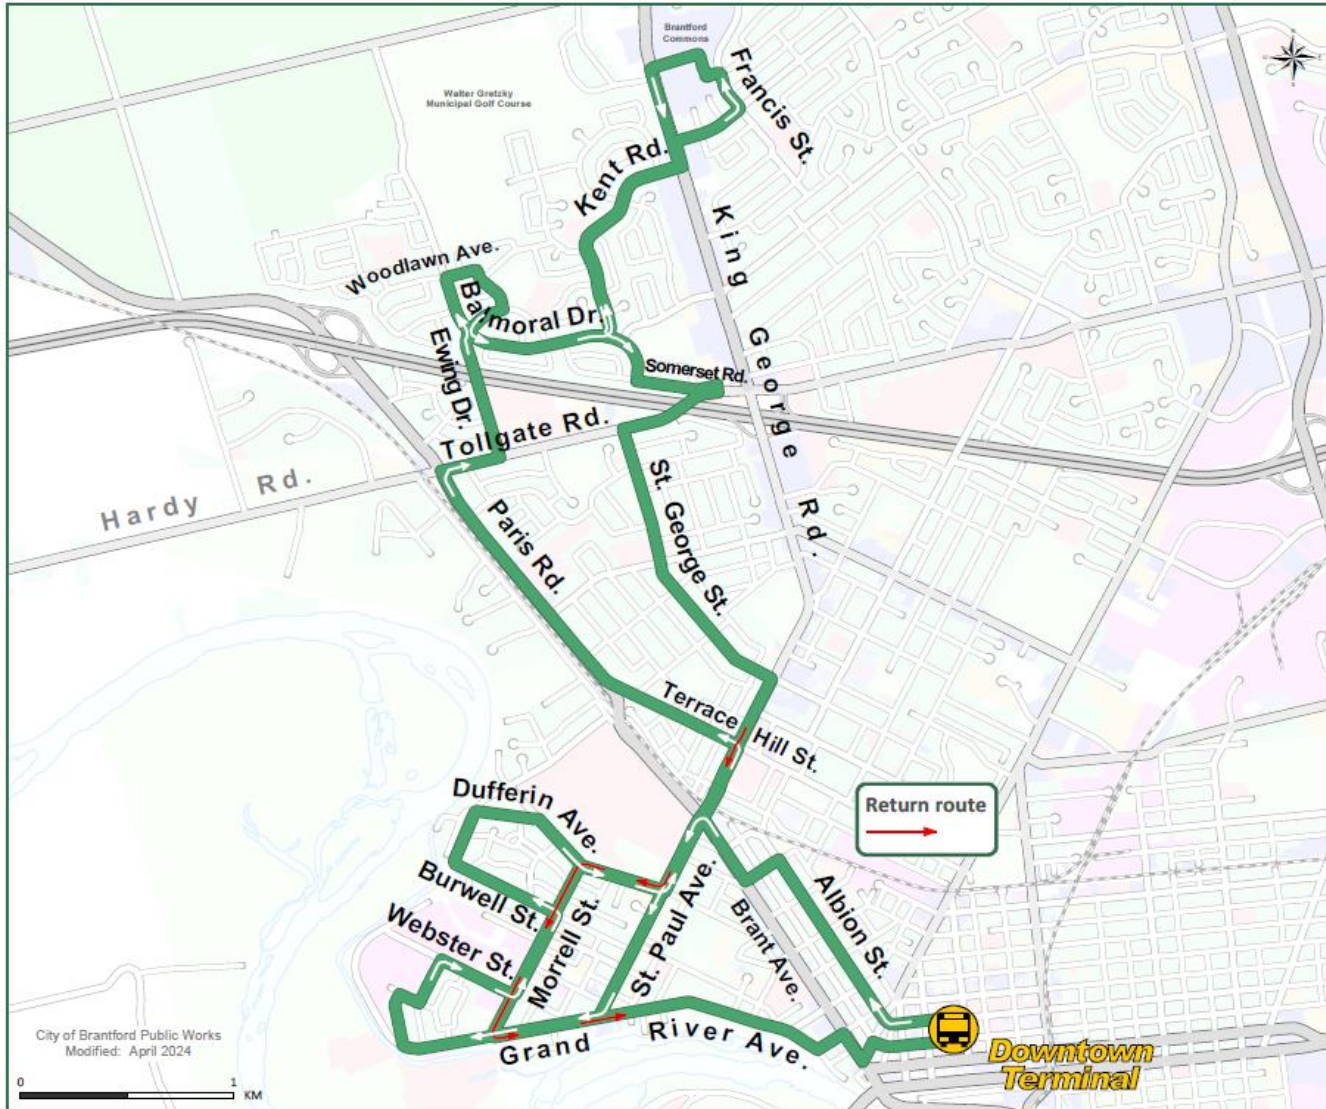 Brantford
Commons
Walter Gretzky
Municipal Golf Course
Francis St.
Kent Rd.
King George Rd.
Woodlawn Ave.
Balmoral Dr.
Ewing Dr.
Somerset Rd.
Tollgate Rd.
Hardy Rd.
Paris Rd.
St. George St.
Terrace Hill St.
Return route
Dufferin Ave.
Burwell St.
Webster St.
Morrell St.
St. Paul Ave.
Brant Ave.
Albion St.
Grand River Ave.
Downtown
Terminal
City of Brantford Public Works
Modified: April 2024
0 1
KM